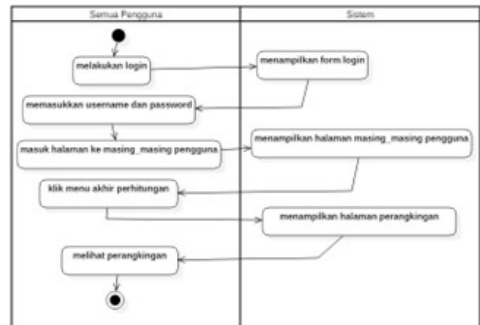 Semua Pengguna
Sistem
melakukan login
menampilkan form login
memasukkan username dan password
masuk halaman ke masing_masing pengguna
menampilkan halaman masing_masing pengguna
klik menu akhir perhitungan
menampilkan halaman perangkingan
melihat perangkingan